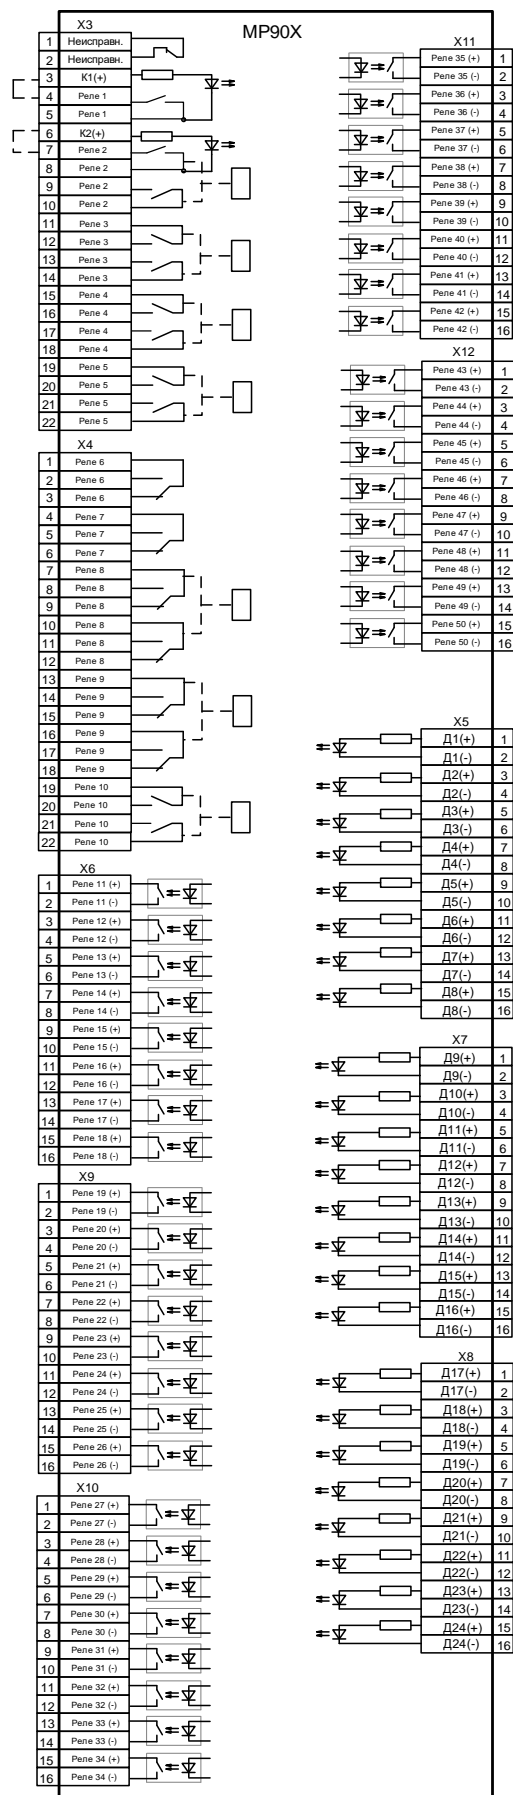 МР90Х
X3
1 Неисправн.
2 Неисправн.
3 К1(+)
4 Реле 1
5 Реле 1
6 К2(+)
7 Реле 2
8 Реле 2
9 Реле 2
10 Реле 2
11 Реле 3
12 Реле 3
13 Реле 3
14 Реле 3
15 Реле 4
16 Реле 4
17 Реле 4
18 Реле 4
19 Реле 5
20 Реле 5
21 Реле 5
22 Реле 5
X4
1 Реле 6
2 Реле 6
3 Реле 6
4 Реле 7
5 Реле 7
6 Реле 7
7 Реле 8
8 Реле 8
9 Реле 8
10 Реле 8
11 Реле 8
12 Реле 8
13 Реле 9
14 Реле 9
15 Реле 9
16 Реле 9
17 Реле 9
18 Реле 9
19 Реле 10
20 Реле 10
21 Реле 10
22 Реле 10
X6
1 Реле 11 (+)
2 Реле 11 (-)
3 Реле 12 (+)
4 Реле 12 (-)
5 Реле 13 (+)
6 Реле 13 (-)
7 Реле 14 (+)
8 Реле 14 (-)
9 Реле 15 (+)
10 Реле 15 (-)
11 Реле 16 (+)
12 Реле 16 (-)
13 Реле 17 (+)
14 Реле 17 (-)
15 Реле 18 (+)
16 Реле 18 (-)
X9
1 Реле 19 (+)
2 Реле 19 (-)
3 Реле 20 (+)
4 Реле 20 (-)
5 Реле 21 (+)
6 Реле 21 (-)
7 Реле 22 (+)
8 Реле 22 (-)
9 Реле 23 (+)
10 Реле 23 (-)
11 Реле 24 (+)
12 Реле 24 (-)
13 Реле 25 (+)
14 Реле 25 (-)
15 Реле 26 (+)
16 Реле 26 (-)
X10
1 Реле 27 (+)
2 Реле 27 (-)
3 Реле 28 (+)
4 Реле 28 (-)
5 Реле 29 (+)
6 Реле 29 (-)
7 Реле 30 (+)
8 Реле 30 (-)
9 Реле 31 (+)
10 Реле 31 (-)
11 Реле 32 (+)
12 Реле 32 (-)
13 Реле 33 (+)
14 Реле 33 (-)
15 Реле 34 (+)
16 Реле 34 (-)
X11
Реле 35 (+) 1
Реле 35 (-) 2
Реле 36 (+) 3
Реле 36 (-) 4
Реле 37 (+) 5
Реле 37 (-) 6
Реле 38 (+) 7
Реле 38 (-) 8
Реле 39 (+) 9
Реле 39 (-) 10
Реле 40 (+) 11
Реле 40 (-) 12
Реле 41 (+) 13
Реле 41 (-) 14
Реле 42 (+) 15
Реле 42 (-) 16
X12
Реле 43 (+) 1
Реле 43 (-) 2
Реле 44 (+) 3
Реле 44 (-) 4
Реле 45 (+) 5
Реле 45 (-) 6
Реле 46 (+) 7
Реле 46 (-) 8
Реле 47 (+) 9
Реле 47 (-) 10
Реле 48 (+) 11
Реле 48 (-) 12
Реле 49 (+) 13
Реле 49 (-) 14
Реле 50 (+) 15
Реле 50 (-) 16
X5
Д1(+) 1
Д1(-) 2
Д2(+) 3
Д2(-) 4
Д3(+) 5
Д3(-) 6
Д4(+) 7
Д4(-) 8
Д5(+) 9
Д5(-) 10
Д6(+) 11
Д6(-) 12
Д7(+) 13
Д7(-) 14
Д8(+) 15
Д8(-) 16
X7
Д9(+) 1
Д9(-) 2
Д10(+) 3
Д10(-) 4
Д11(+) 5
Д11(-) 6
Д12(+) 7
Д12(-) 8
Д13(+) 9
Д13(-) 10
Д14(+) 11
Д14(-) 12
Д15(+) 13
Д15(-) 14
Д16(+) 15
Д16(-) 16
X8
Д17(+) 1
Д17(-) 2
Д18(+) 3
Д18(-) 4
Д19(+) 5
Д19(-) 6
Д20(+) 7
Д20(-) 8
Д21(+) 9
Д21(-) 10
Д22(+) 11
Д22(-) 12
Д23(+) 13
Д23(-) 14
Д24(+) 15
Д24(-) 16